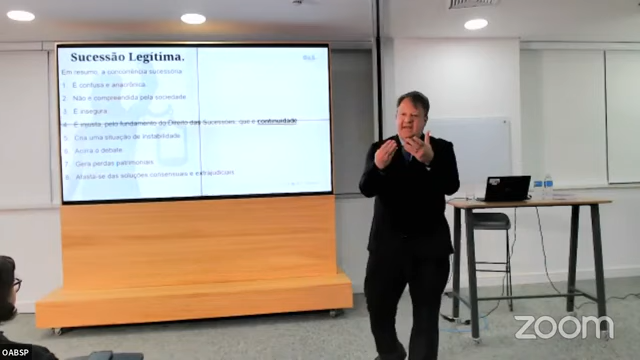 Sucessão Legítima.
Em resumo, a concorrência sucessória:
1. É confusa e anacrônica.
2. Não é compreendida pela sociedade
3. É insegura
4. É injusta, pelo fundamento do Direito das Sucessões, que é continuidade
5. Cria uma situação de instabilidade
6. Acirra o debate.
7. Gera perdas patrimoniais.
8. Afasta-se das soluções consensuais e extrajudiciais
OABSP
zoom